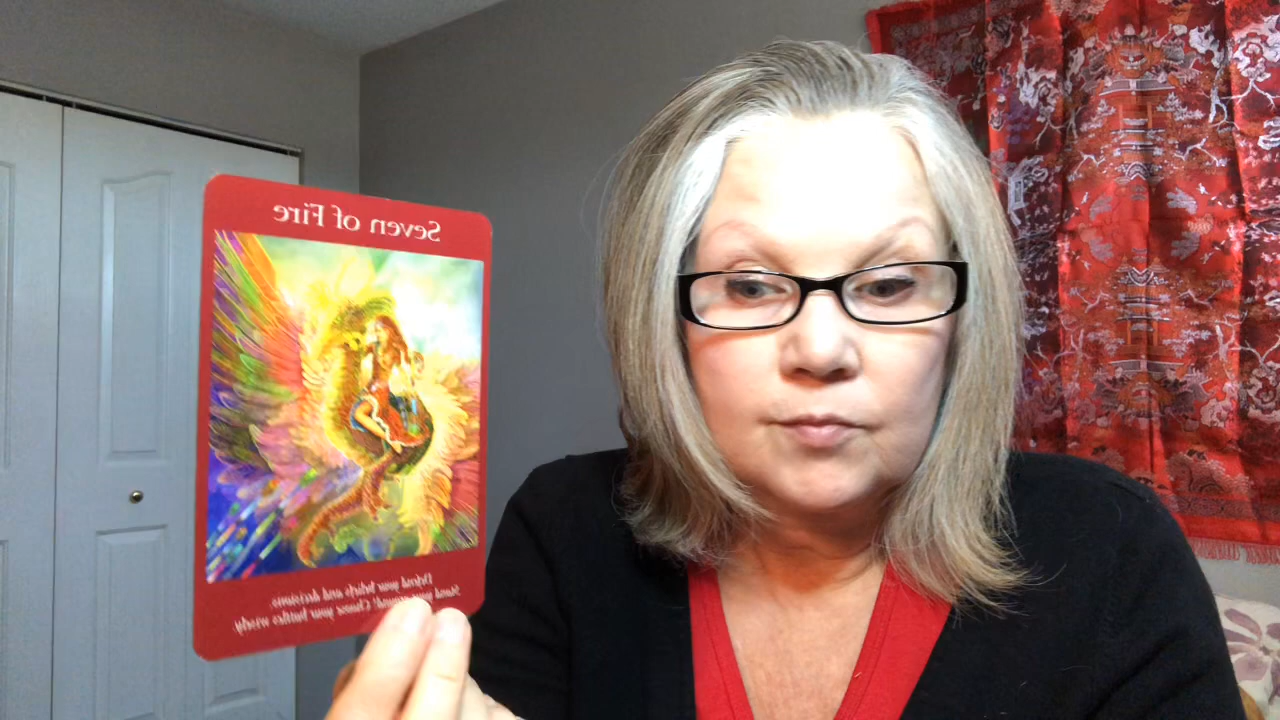 Seven of Fire
Defend your beliefs and decisions.
Stand your ground! Choose your battles wisely.